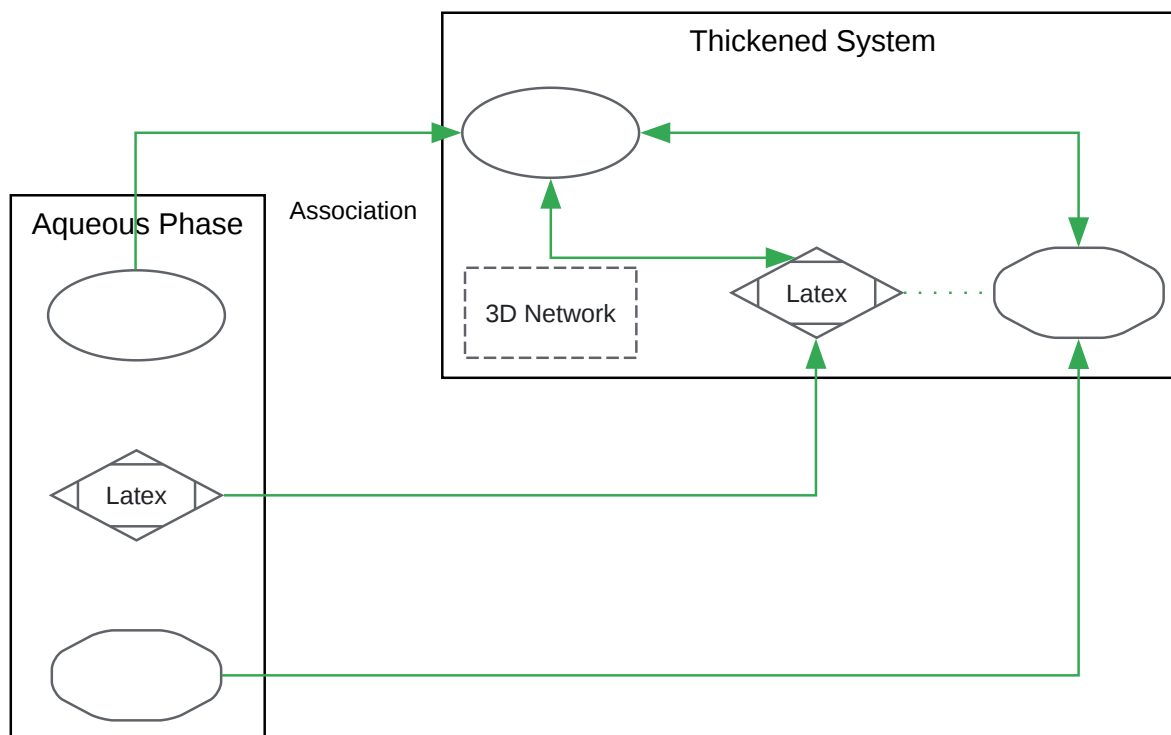 Thickened System
Aqueous Phase
Association
3D Network
Latex
Latex